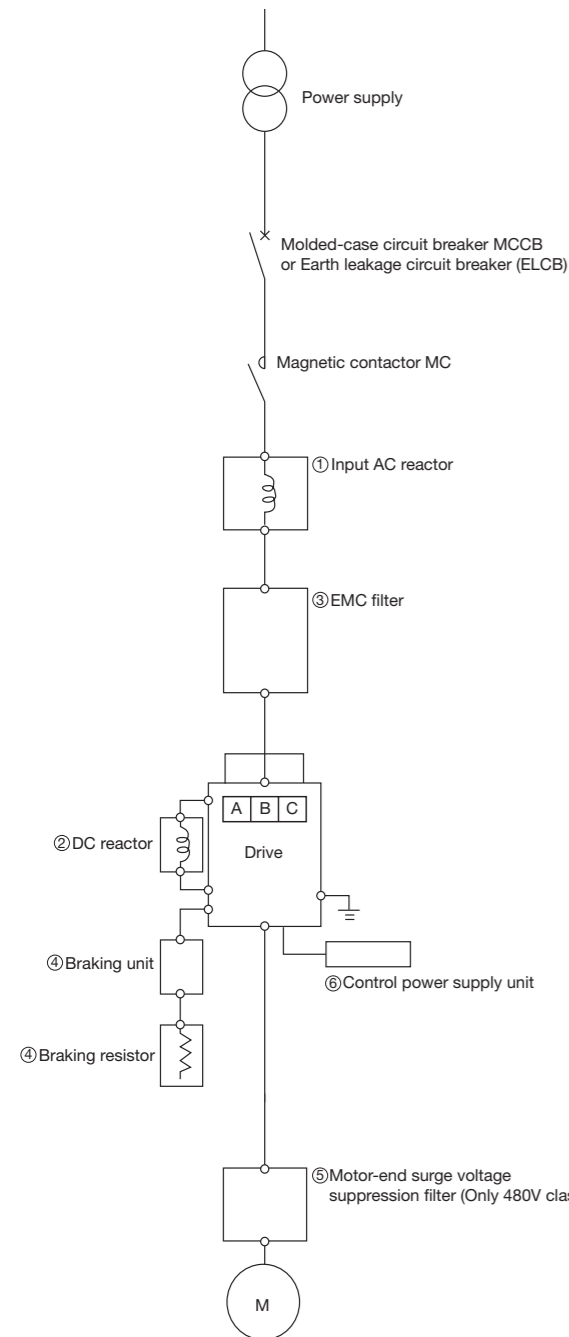 Power supply
Molded-case circuit breaker MCCB
or Earth leakage circuit breaker (ELCB)
Magnetic contactor MC
①Input AC reactor
③EMC filter
A B C
②DC reactor
Drive
④Braking unit
⑥Control power supply unit
④Braking resistor
⑤Motor-end surge voltage
suppression filter (Only 480V clas
M